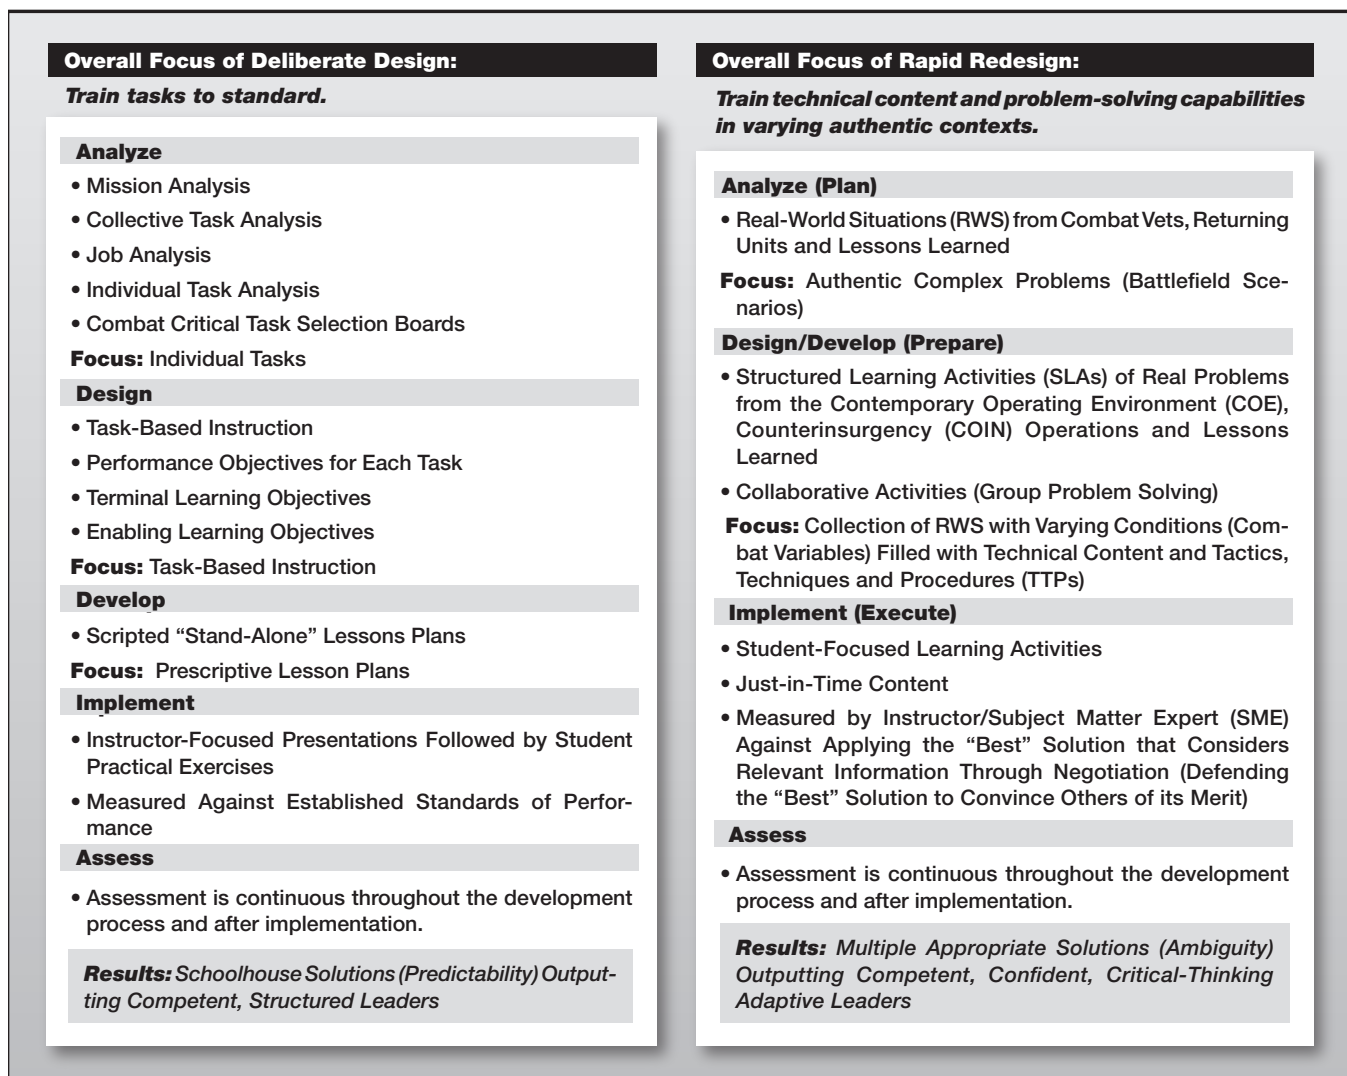 Overall Focus of Deliberate Design:
Train tasks to standard.
Analyze
• Mission Analysis
• Collective Task Analysis
• Job Analysis
• Individual Task Analysis
• Combat Critical Task Selection Boards
Focus: Individual Tasks
Design
• Task-Based Instruction
• Performance Objectives for Each Task
• Terminal Learning Objectives
• Enabling Learning Objectives
Focus: Task-Based Instruction
Develop
• Scripted “Stand-Alone” Lessons Plans
Focus: Prescriptive Lesson Plans
Implement
• Instructor-Focused Presentations Followed by Student
Practical Exercises
• Measured Against Established Standards of Perfor-
mance
Assess
• Assessment is continuous throughout the development
process and after implementation.
Results: Schoolhouse Solutions (Predictability) Output-
ting Competent, Structured Leaders
Overall Focus of Rapid Redesign:
Train technical content and problem-solving capabilities
in varying authentic contexts.
Analyze (Plan)
• Real-World Situations (RWS) from Combat Vets, Returning
Units and Lessons Learned
Focus: Authentic Complex Problems (Battlefield Sce-
narios)
Design/Develop (Prepare)
• Structured Learning Activities (SLAs) of Real Problems
from the Contemporary Operating Environment (COE),
Counterinsurgency (COIN) Operations and Lessons
Learned
• Collaborative Activities (Group Problem Solving)
Focus: Collection of RWS with Varying Conditions (Com-
bat Variables) Filled with Technical Content and Tactics,
Techniques and Procedures (TTPs)
Implement (Execute)
• Student-Focused Learning Activities
• Just-in-Time Content
• Measured by Instructor/Subject Matter Expert (SME)
Against Applying the “Best” Solution that Considers
Relevant Information Through Negotiation (Defending
the “Best” Solution to Convince Others of its Merit)
Assess
• Assessment is continuous throughout the development
process and after implementation.
Results: Multiple Appropriate Solutions (Ambiguity)
Outputting Competent, Confident, Critical-Thinking
Adaptive Leaders